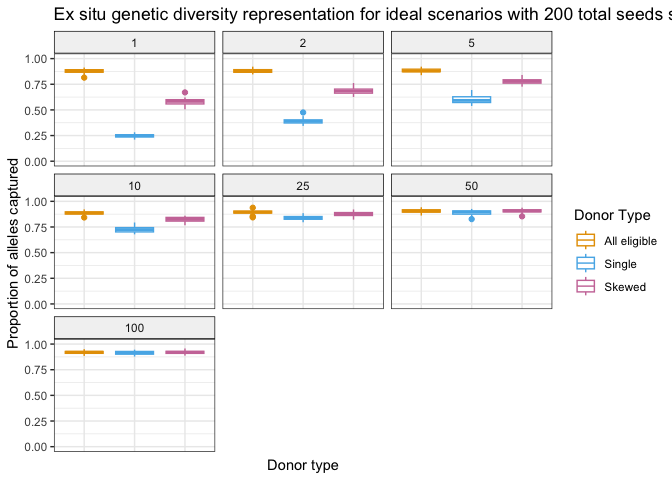 Ex situ genetic diversity representation for ideal scenarios with 200 total seeds s
1 2 5
1.00
0.75
0.50
0.25
0.00
10 25 50
1.00
0.75
0.50
0.25
0.00
100
1.00
0.75
0.50
0.25
0.00
Proportion of alleles captured
Donor type
Donor Type
All eligible
Single
Skewed